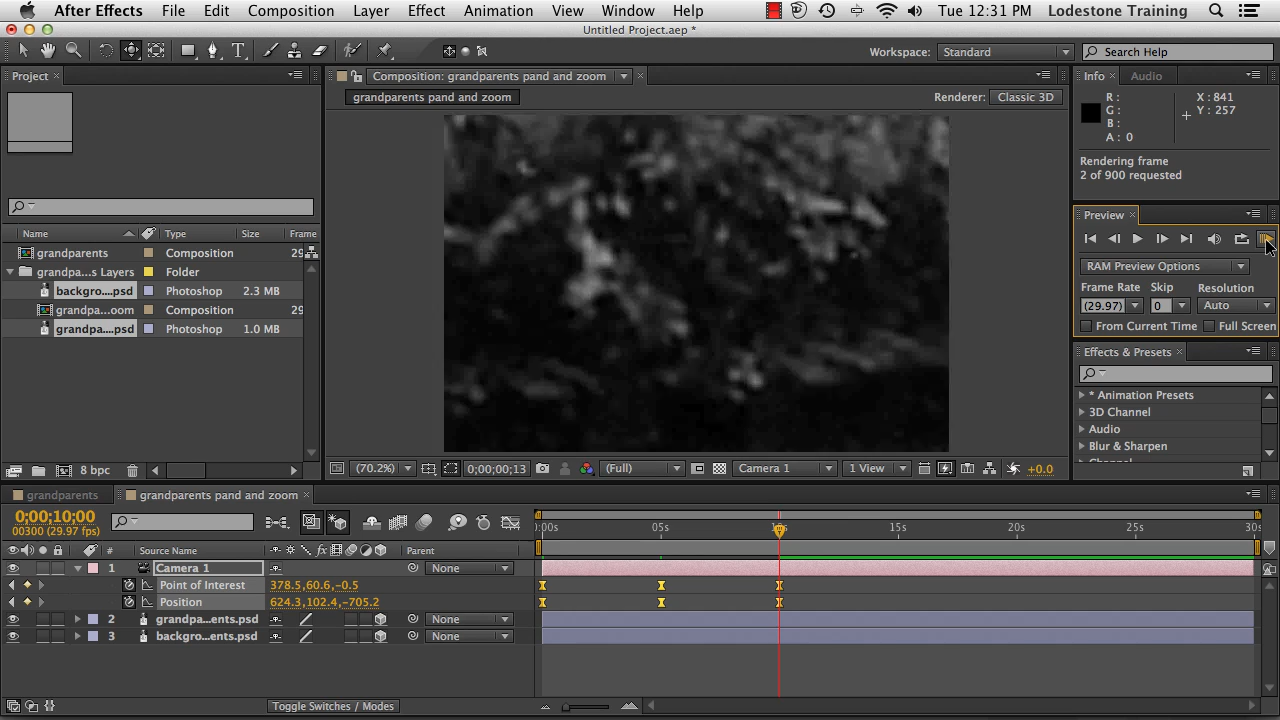 After Effects File Edit Composition Layer Effect Animation View Window Help Tue 12:31 PM Lodestone Training
Untitled Project.aep *
Workspace: Standard Search Help
Project
Composition: grandparents pand and zoom
Info Audio
grandparents pand and zoom
Renderer: Classic 3D
R : X : 841
G : Y : 257
B :
A : 0
Rendering frame
2 of 900 requested
Preview
Name Type Size Frame
grandparents Composition 29
grandpa...s Layers Folder
backgro....psd Photoshop 2.3 MB
grandpa...oom Composition 29
grandpa....psd Photoshop 1.0 MB
RAM Preview Options
Frame Rate Skip Resolution
(29.97) 0 Auto
From Current Time Full Screen
Effects & Presets
* Animation Presets
3D Channel
Audio
Blur & Sharpen
8 bpc
(70.2%) 0;00;00;13 (Full) Camera 1 1 View +0.0
grandparents grandparents pand and zoom
0;00;10;00
00300 (29.97 fps)
:00s 05s 15s 20s 25s 30s
# Source Name Parent
1 Camera 1 None
Point of Interest 378.5,60.6,-0.5
Position 624.3,102.4,-705.2
2 grandpa...ents.psd None
3 backgro...ents.psd None
Toggle Switches / Modes